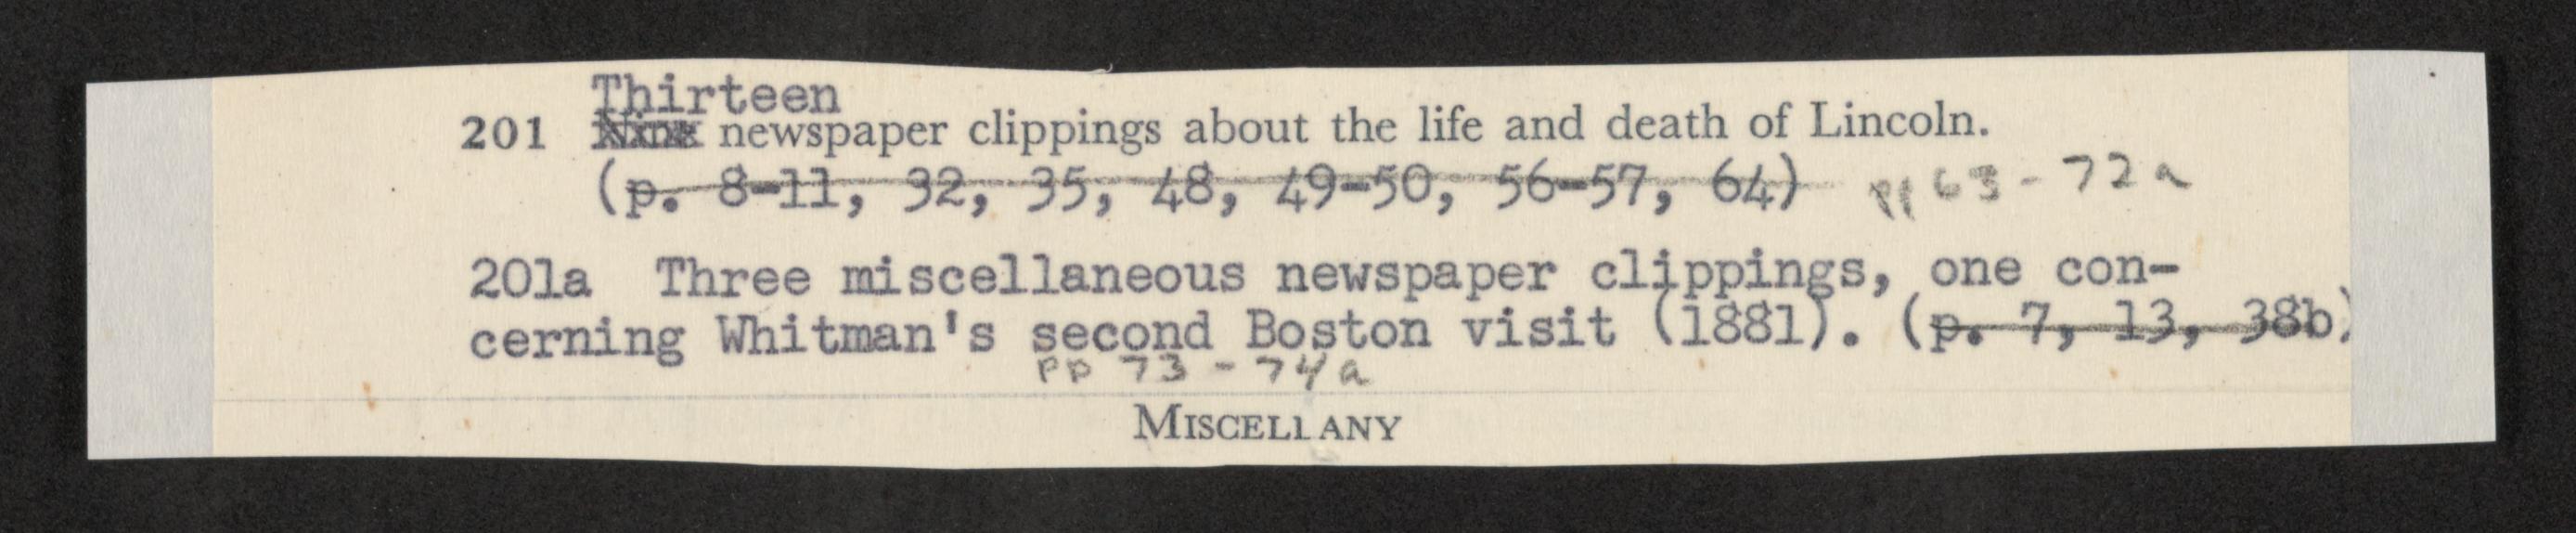 Thirteen
201 Nine newspaper clippings about the life and death of Lincoln.
(p. 8-11, 32, 35, 48, 49-50, 56-57, 64) pp 63-72a
201a Three miscellaneous newspaper clippings, one con-
cerning Whitman's second Boston visit (1881). (p. 7, 13, 38b)
pp 73-74a
MISCELLANY